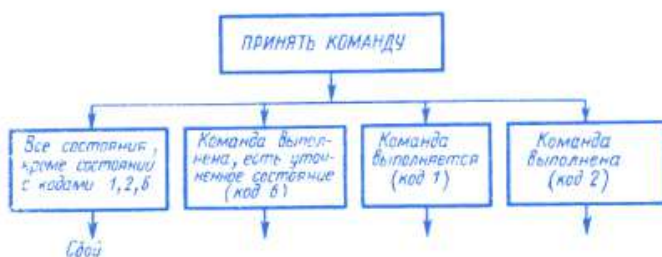 ПРИНЯТЬ КОМАНДУ
Все состояния,
кроме состояний
с кодами 1,2,6
Команда выпол-
нена, есть уточ-
ненное состояние
(код 6)
Команда
выполняется
(код 1)
Команда
выполнена
(код 2)
Сбой